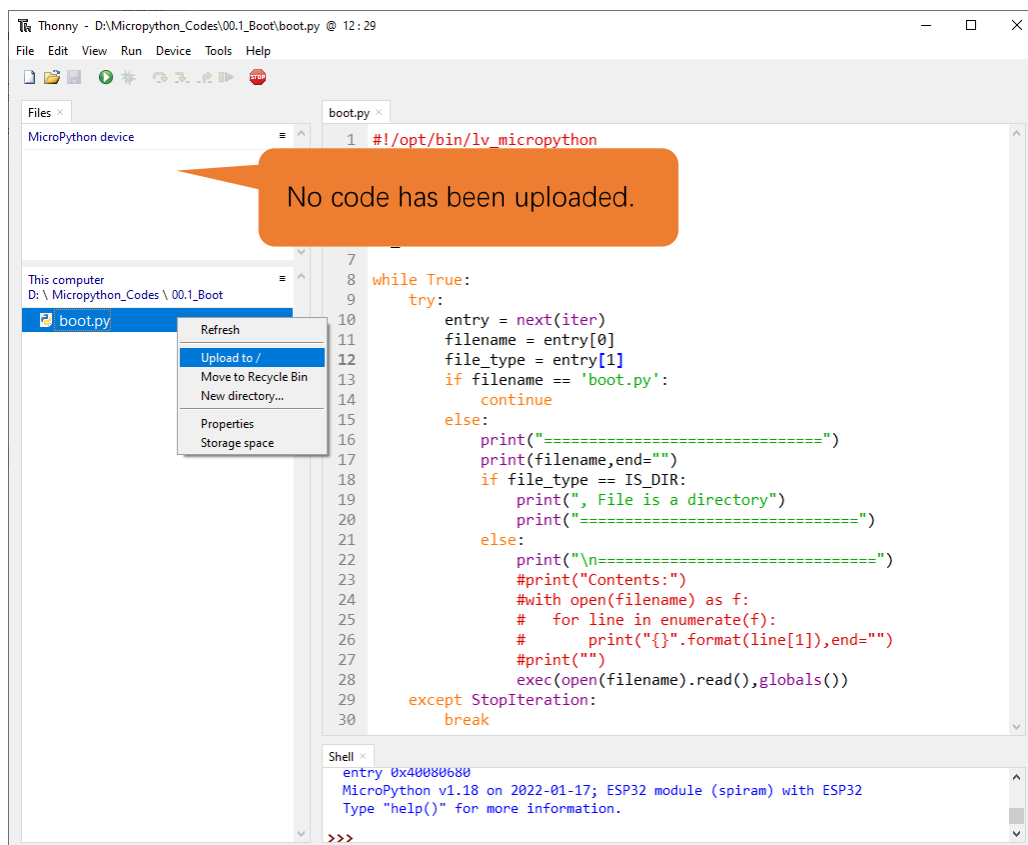 Thonny - D:\Micropython_Codes\00.1_Boot\boot.py @ 12 : 29
File Edit View Run Device Tools Help
STOP
Files ×
MicroPython device
No code has been uploaded.
This computer
D: \ Micropython_Codes \ 00.1_Boot
boot.py
Refresh
Upload to /
Move to Recycle Bin
New directory...
Properties
Storage space
boot.py ×
1 #!/opt/bin/lv_micropython
7
8 while True:
9     try:
10         entry = next(iter)
11         filename = entry[0]
12         file_type = entry[1]
13         if filename == 'boot.py':
14             continue
15         else:
16             print("===============================")
17             print(filename,end="")
18             if file_type == IS_DIR:
19                 print(", File is a directory")
20                 print("===============================")
21             else:
22                 print("\n===============================")
23                 #print("Contents:")
24                 #with open(filename) as f:
25                 #   for line in enumerate(f):
26                 #       print("{}".format(line[1]),end="")
27                 #print("")
28                 exec(open(filename).read(),globals())
29     except StopIteration:
30         break
Shell ×
entry 0x40080680
MicroPython v1.18 on 2022-01-17; ESP32 module (spiram) with ESP32
Type "help()" for more information.
>>>